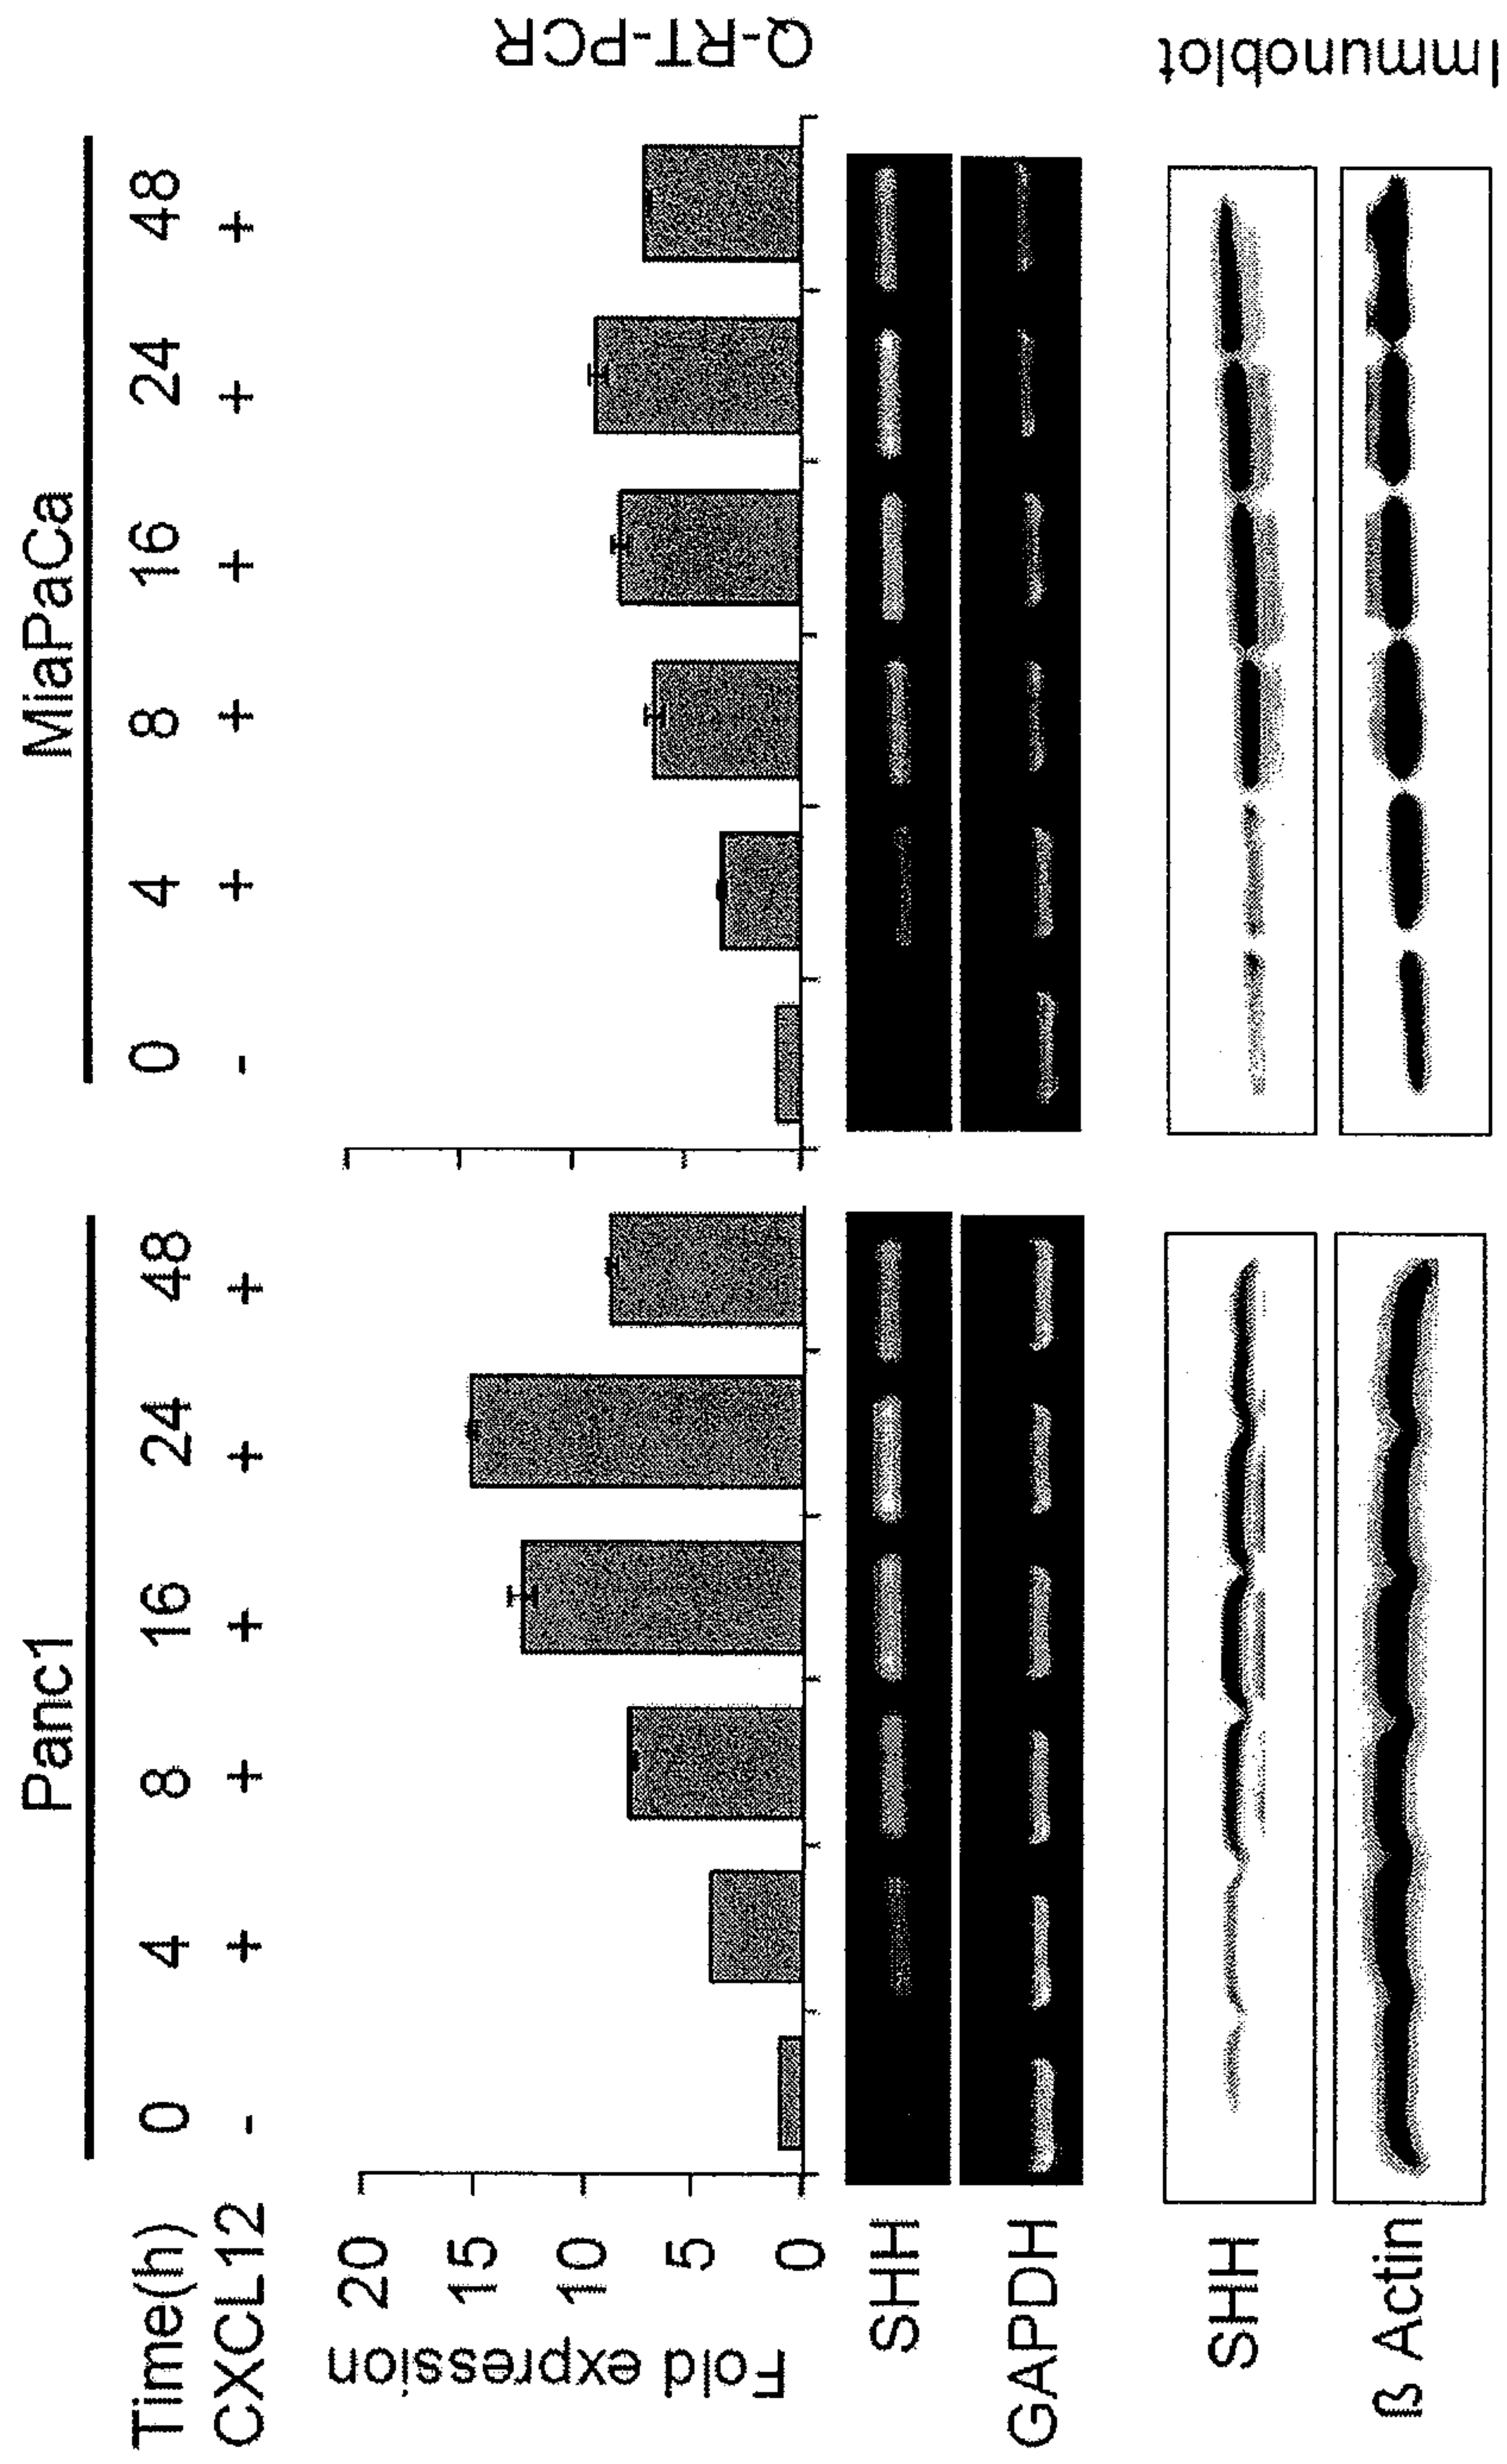 Panc1 MiaPaCa
Time(h) 0 4 8 16 24 48 0 4 8 16 24 48
CXCL12 - + + + + + - + + + + +
Fold expression
20
15
10
5
0
Q-RT-PCR
SHH
GAPDH
SHH
ß Actin
Immunoblot